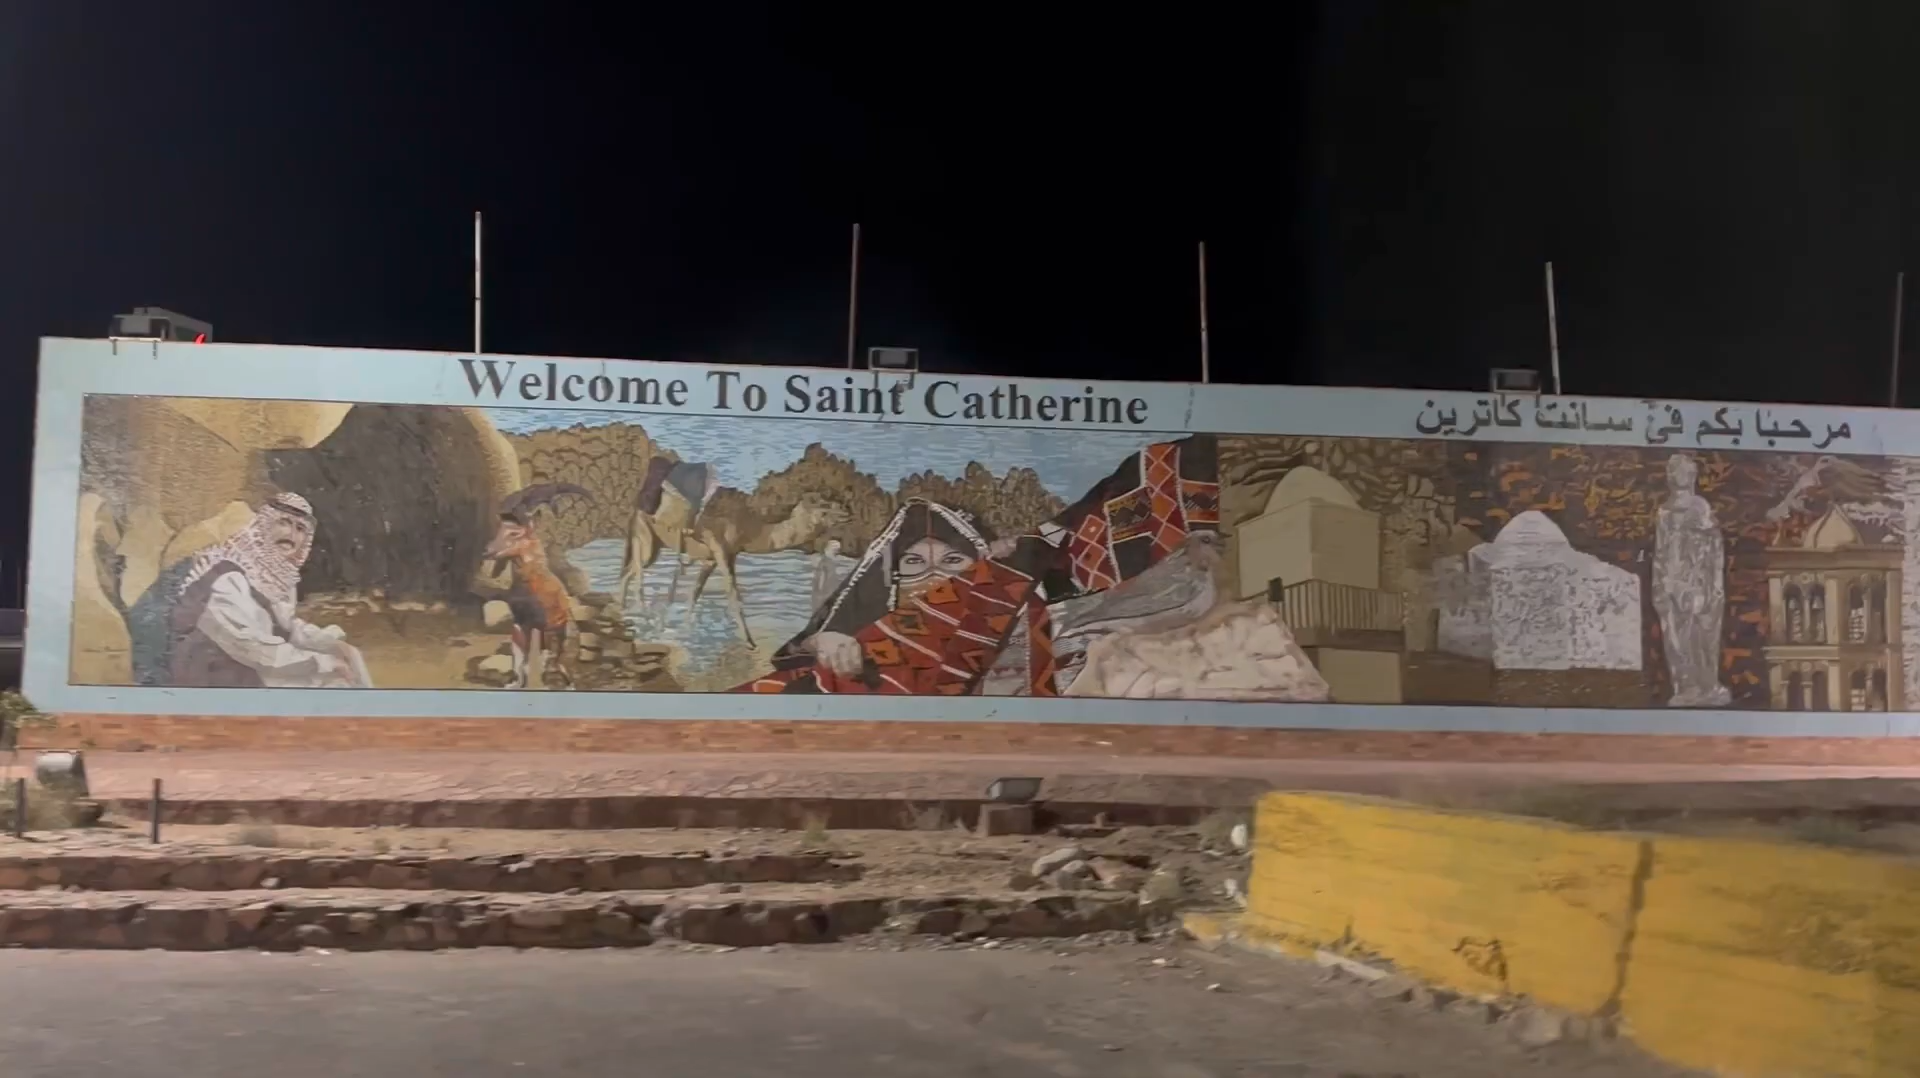 Welcome To Saint Catherine
مرحبا بكم في سانت كاترين